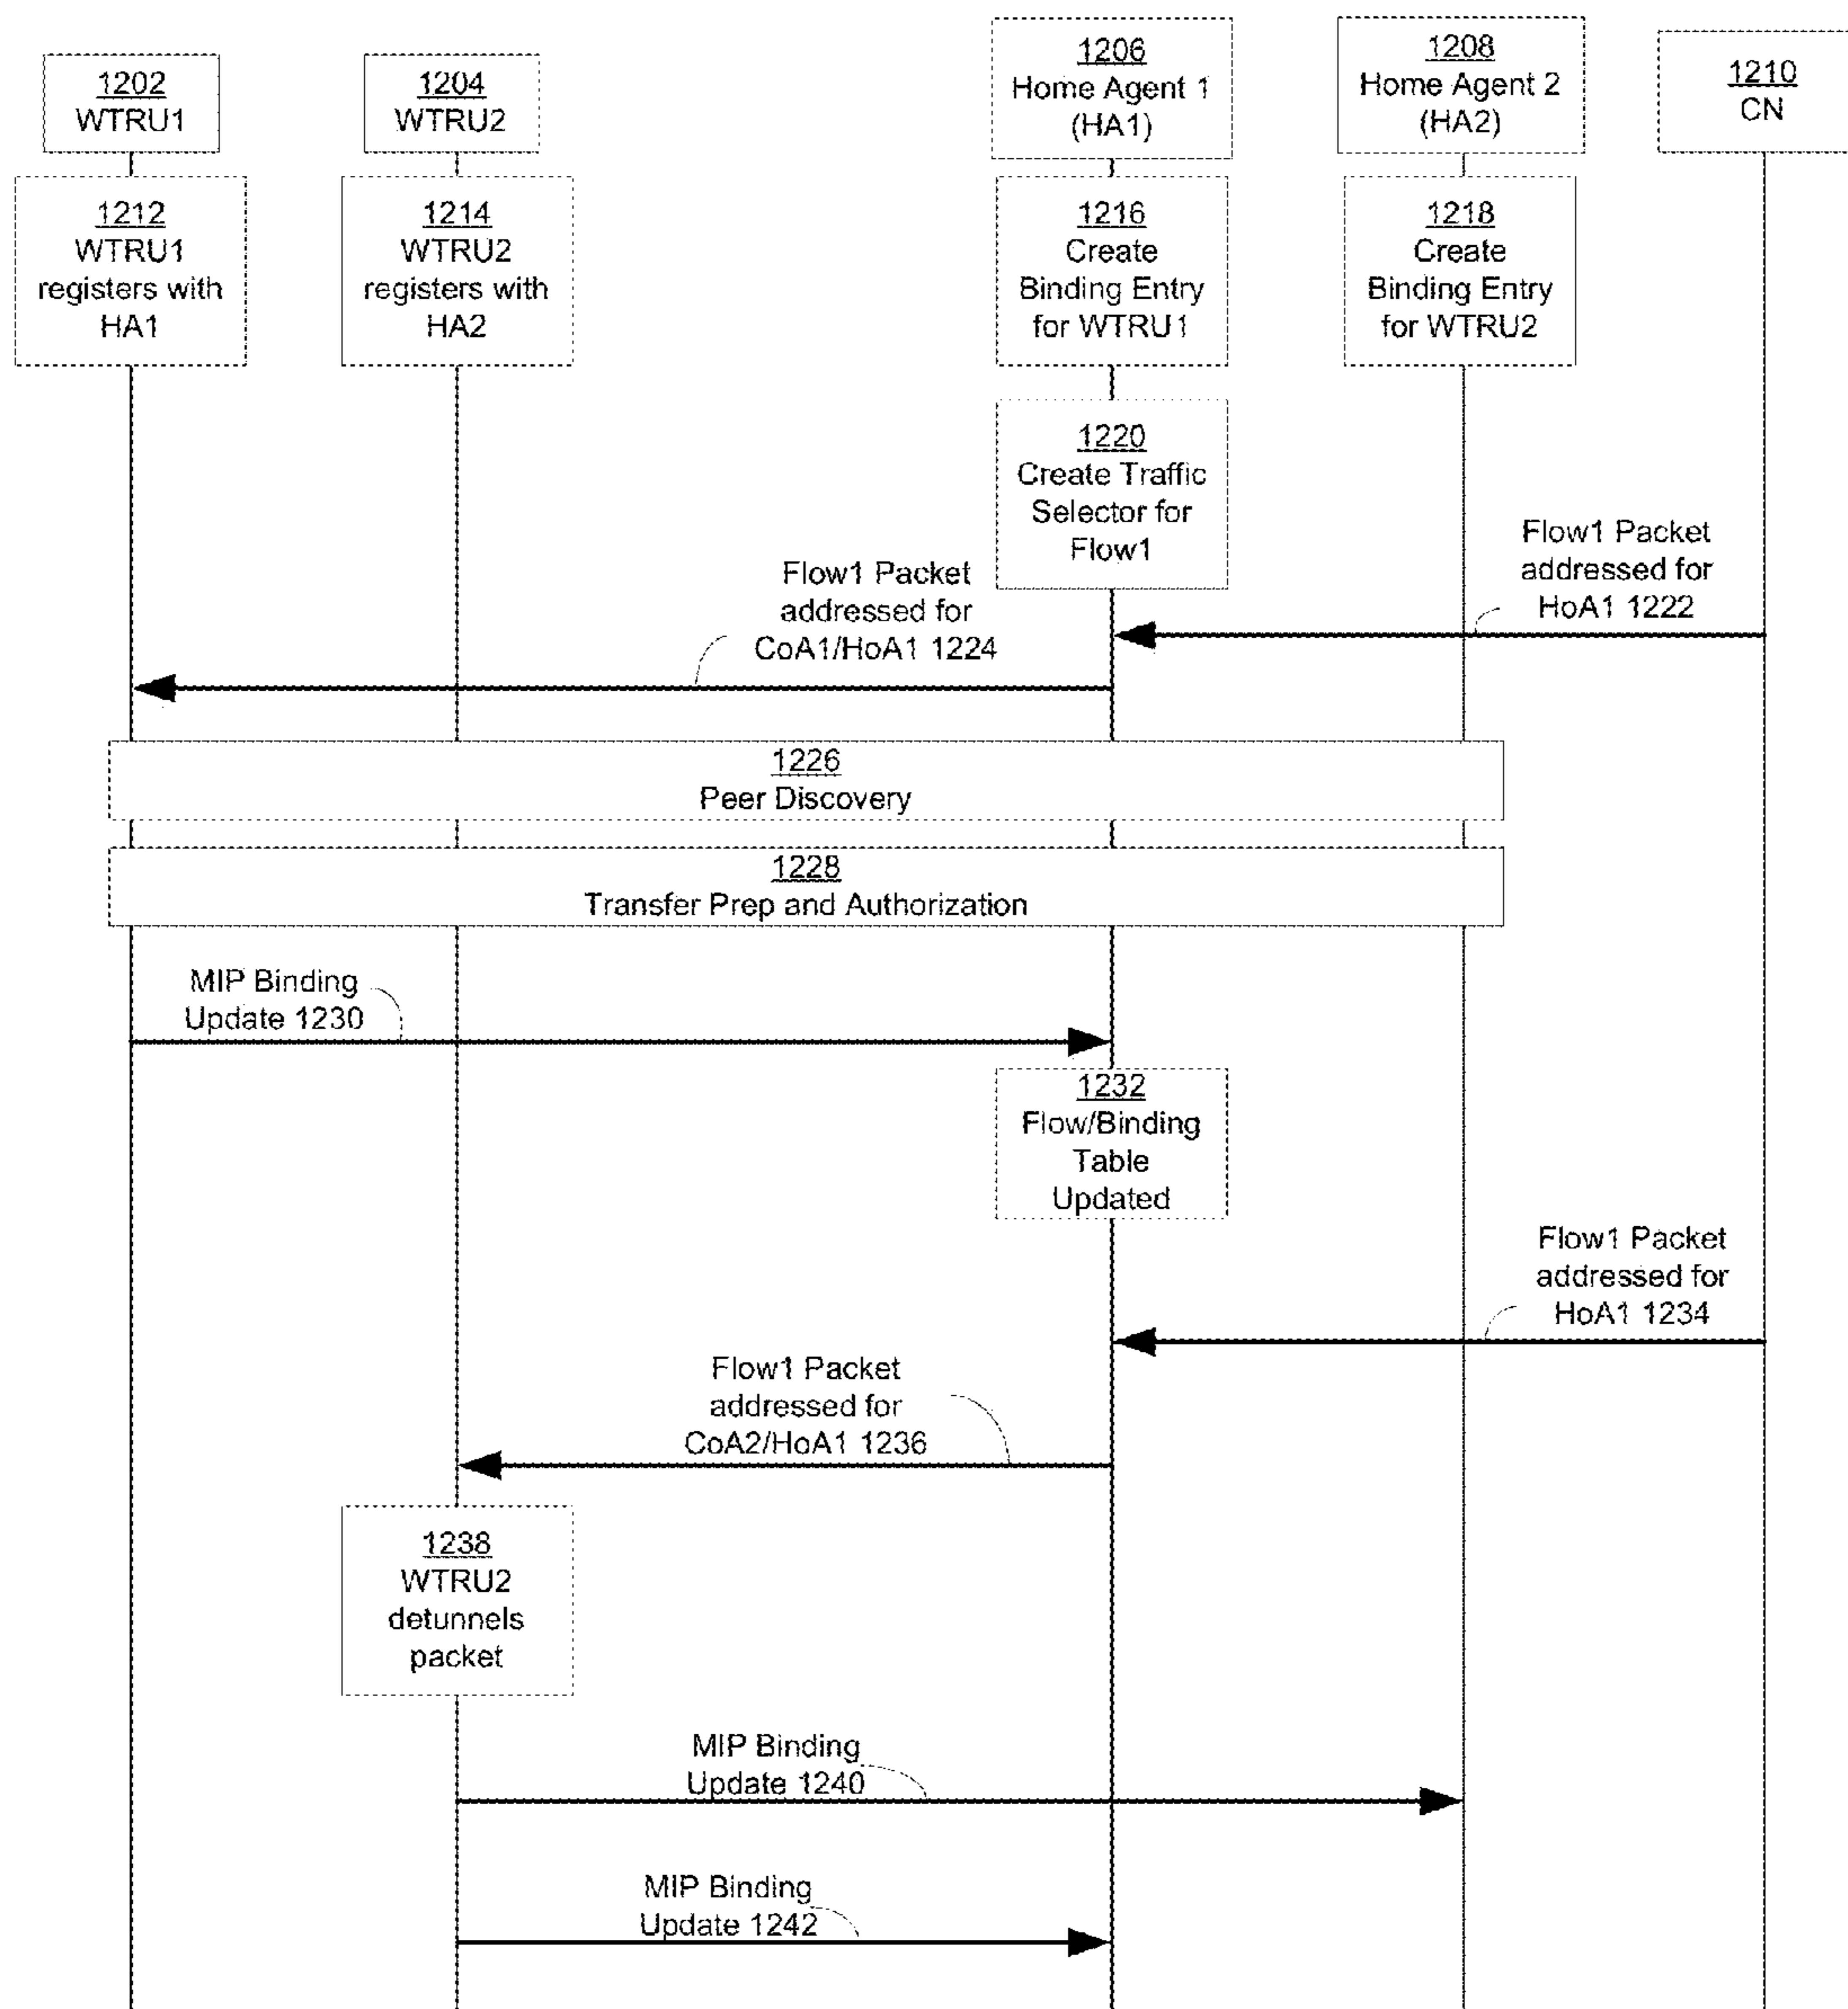 1202
WTRU1
1204
WTRU2
1206
Home Agent 1
(HA1)
1208
Home Agent 2
(HA2)
1210
CN
1212
WTRU1
registers with
HA1
1214
WTRU2
registers with
HA2
1216
Create
Binding Entry
for WTRU1
1218
Create
Binding Entry
for WTRU2
1220
Create Traffic
Selector for
Flow1
Flow1 Packet
addressed for
HoA1 1222
Flow1 Packet
addressed for
CoA1/HoA1 1224
1226
Peer Discovery
1228
Transfer Prep and Authorization
MIP Binding
Update 1230
1232
Flow/Binding
Table
Updated
Flow1 Packet
addressed for
HoA1 1234
Flow1 Packet
addressed for
CoA2/HoA1 1236
1238
WTRU2
detunnels
packet
MIP Binding
Update 1240
MIP Binding
Update 1242